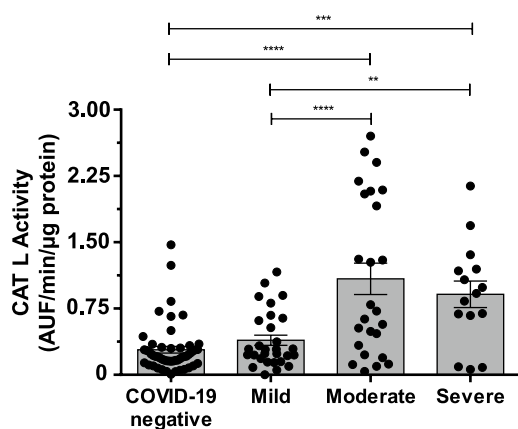 ***
****
**
****
3.00
2.25
1.50
0.75
0
CAT L Activity
(AUF/min/µg protein)
COVID-19
negative
Mild
Moderate
Severe